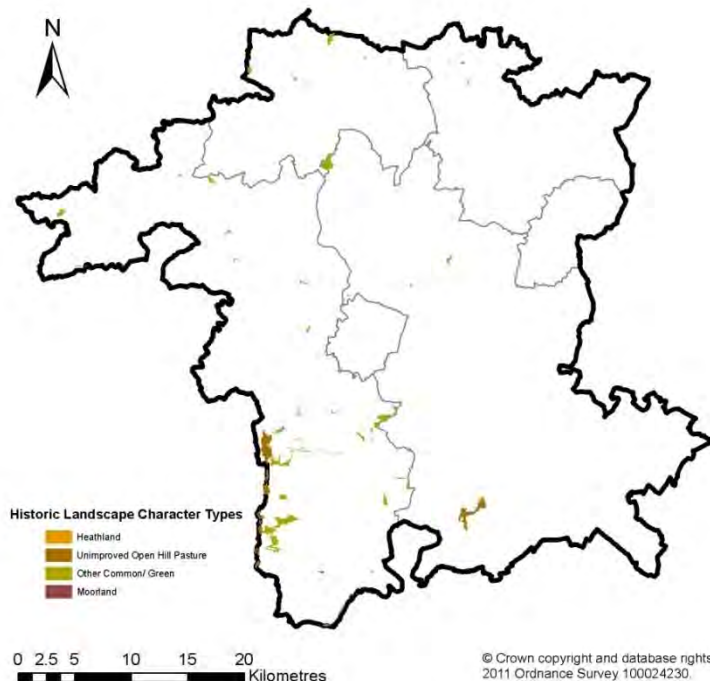 N
Historic Landscape Character Types
Heathland
Unimproved Open Hill Pasture
Other Common/ Green
Moorland
0 2.5 5 10 15 20
Kilometres
© Crown copyright and database rights
2011 Ordnance Survey 100024230.